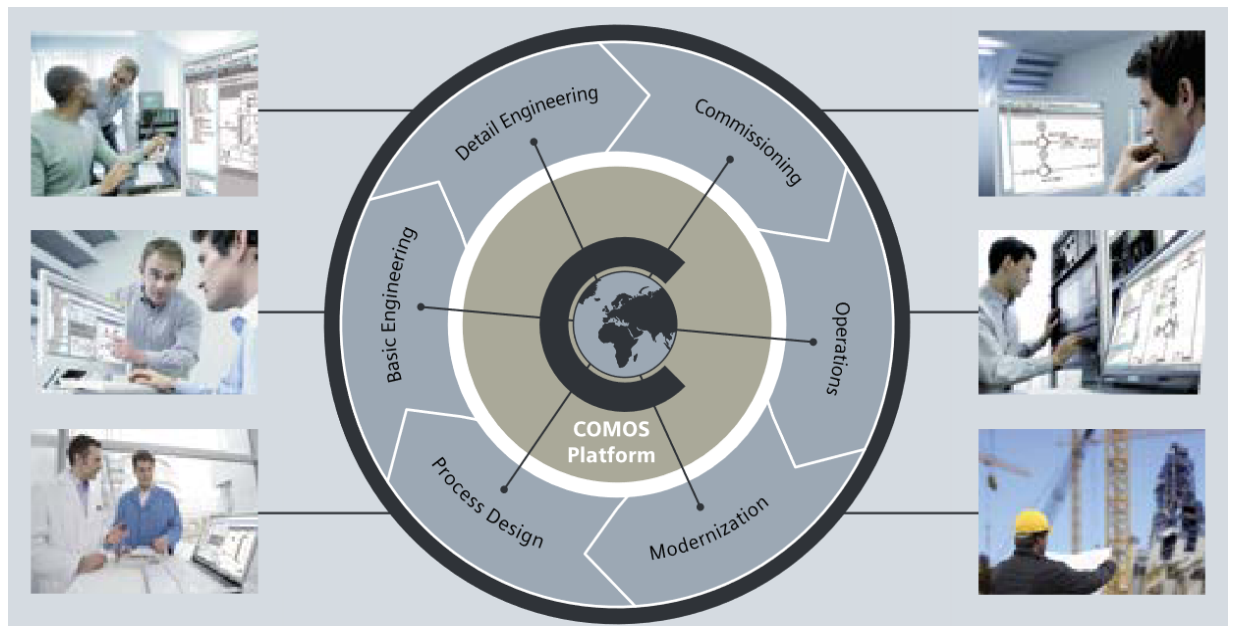 Detail Engineering
Commissioning
Basic Engineering
Operations
COMOS
Platform
Process Design
Modernization